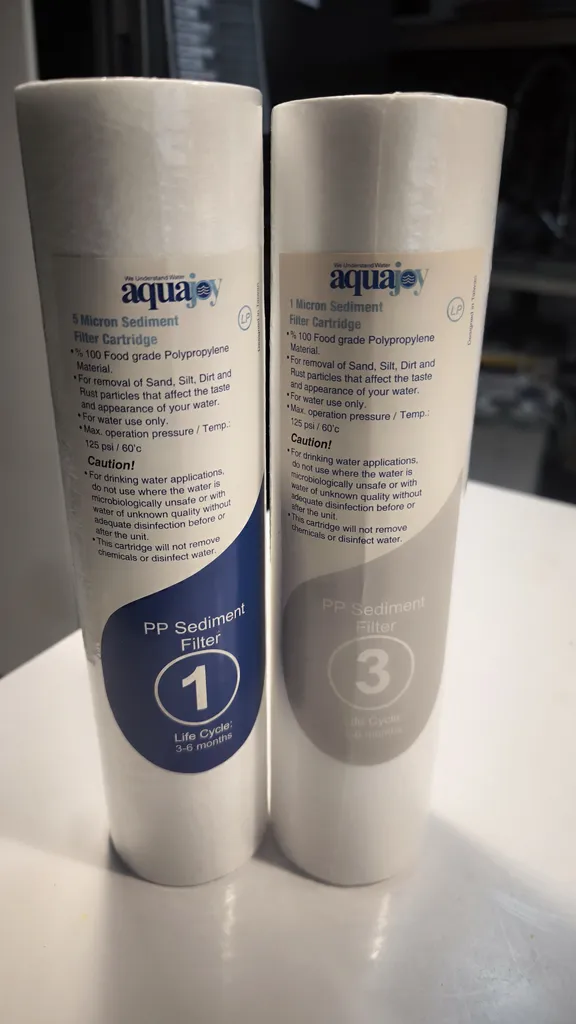 We Understand Water
aquajoy
5 Micron Sediment
Filter Cartridge
LP
Designed in Taiwan
•% 100 Food grade Polypropylene
Material.
•For removal of Sand, Silt, Dirt and
Rust particles that affect the taste
and appearance of your water.
•For water use only.
•Max. operation pressure / Temp.:
125 psi / 60'c
Caution!
•For drinking water applications,
do not use where the water is
microbiologically unsafe or with
water of unknown quality without
adequate disinfection before or
after the unit.
•This cartridge will not remove
chemicals or disinfect water.
PP Sediment
Filter
1
Life Cycle:
3-6 months
We Understand Water
aquajoy
1 Micron Sediment
Filter Cartridge
LP
Designed in Taiwan
•% 100 Food grade Polypropylene
Material.
•For removal of Sand, Silt, Dirt and
Rust particles that affect the taste
and appearance of your water.
•For water use only.
•Max. operation pressure / Temp.:
125 psi / 60'c
Caution!
•For drinking water applications,
do not use where the water is
microbiologically unsafe or with
water of unknown quality without
adequate disinfection before or
after the unit.
•This cartridge will not remove
chemicals or disinfect water.
PP Sediment
Filter
3
Life Cycle:
months